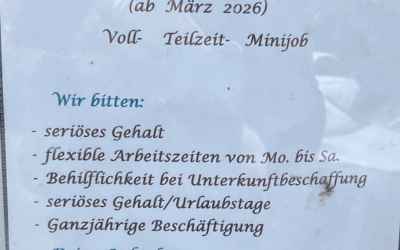 (ab März 2026)
Voll- Teilzeit- Minijob
Wir bitten:
- seriöses Gehalt
- flexible Arbeitszeiten von Mo. bis Sa.
- Behilflichkeit bei Unterkunftbeschaffung
- seriöses Gehalt/Urlaubstage
- Ganzjährige Beschäftigung